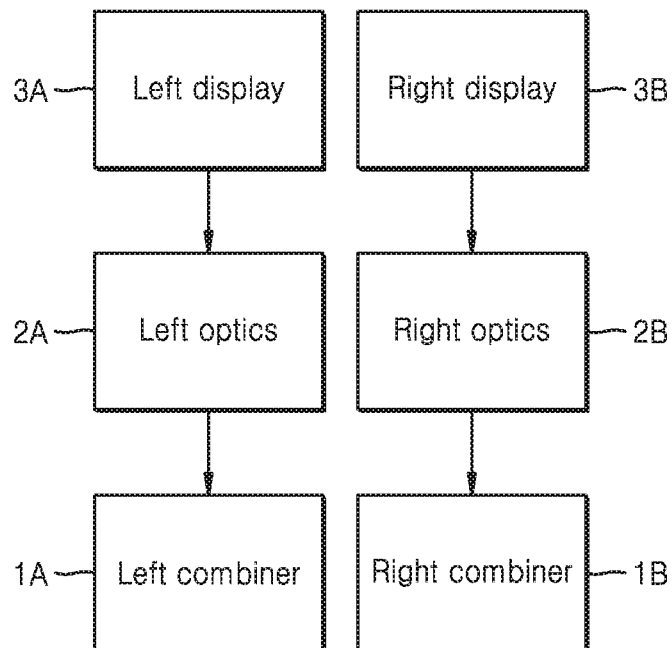 3A Left display Right display 3B
2A Left optics Right optics 2B
1A Left combiner Right combiner 1B